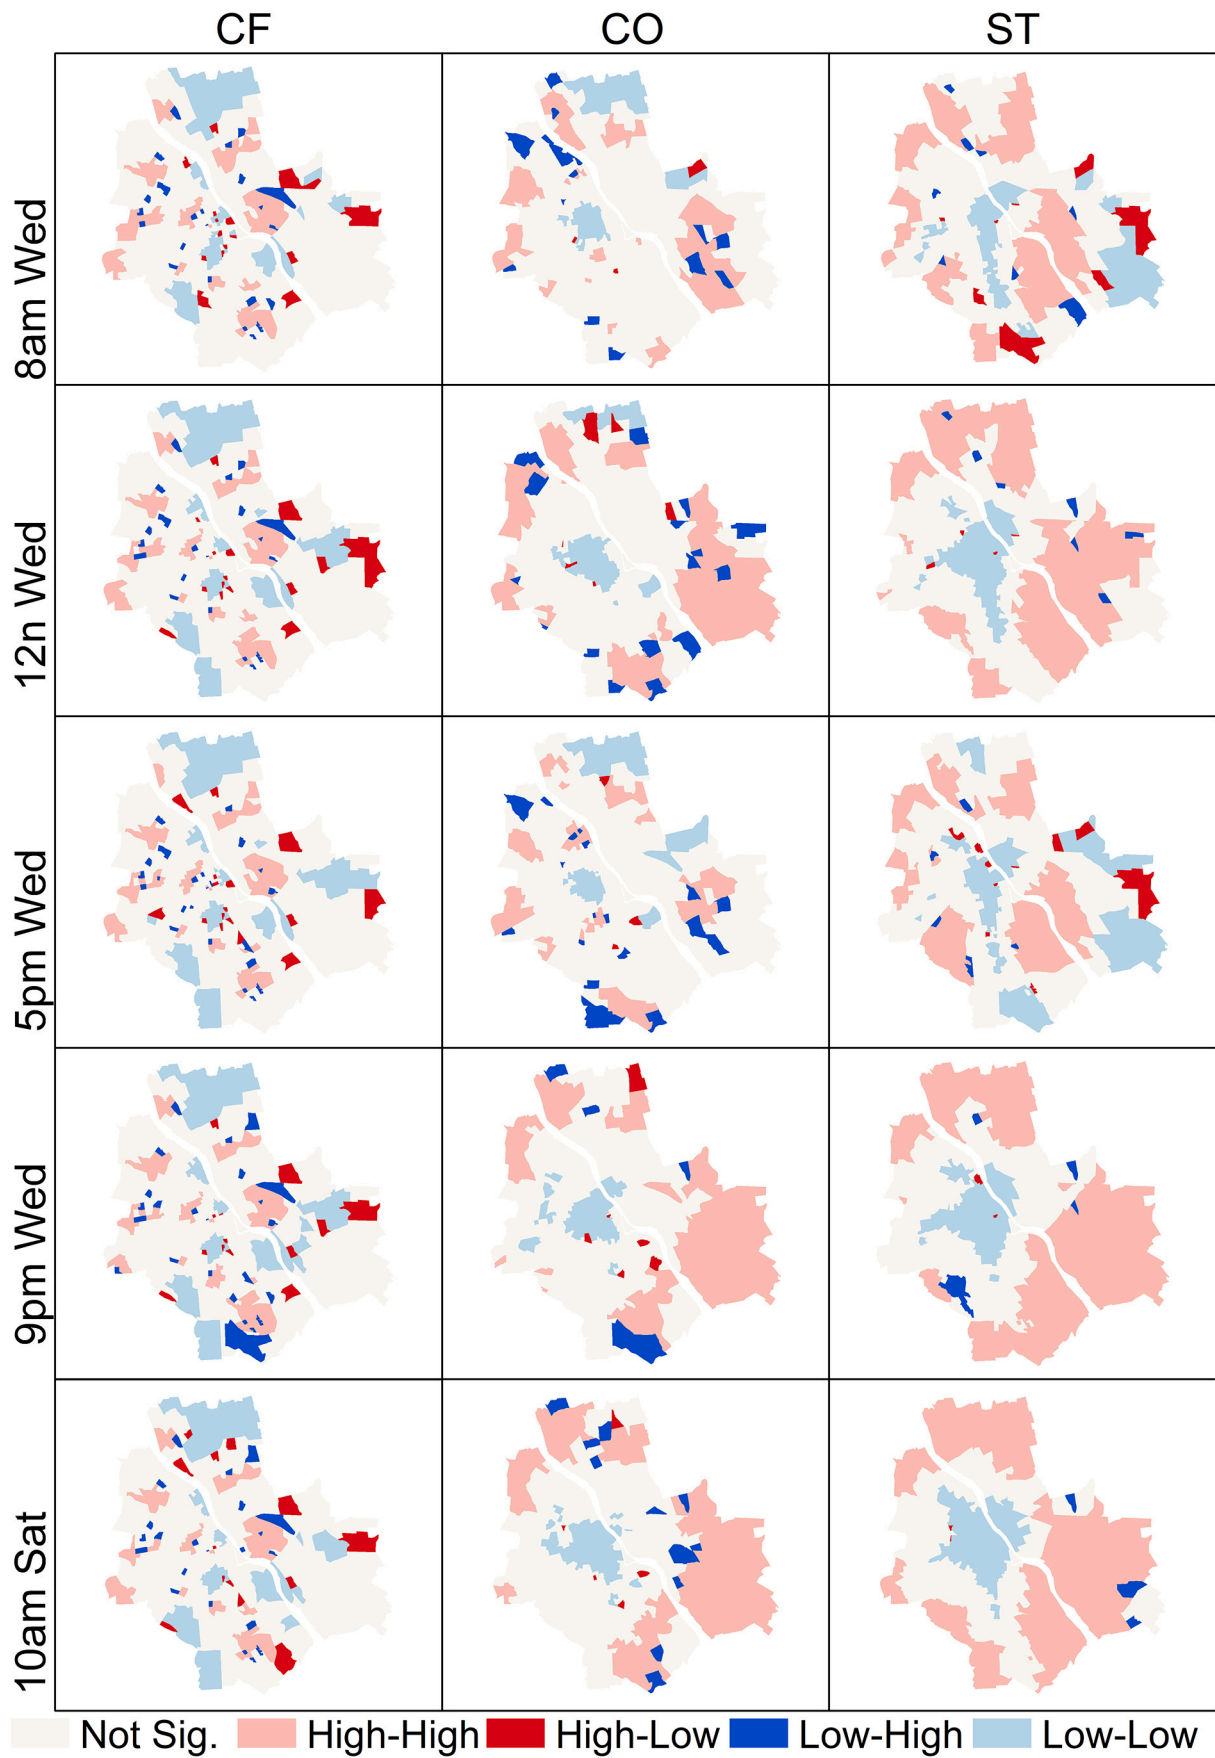 CF CO ST
8am Wed
12n Wed
5pm Wed
9pm Wed
10am Sat
Not Sig. High-High High-Low Low-High Low-Low